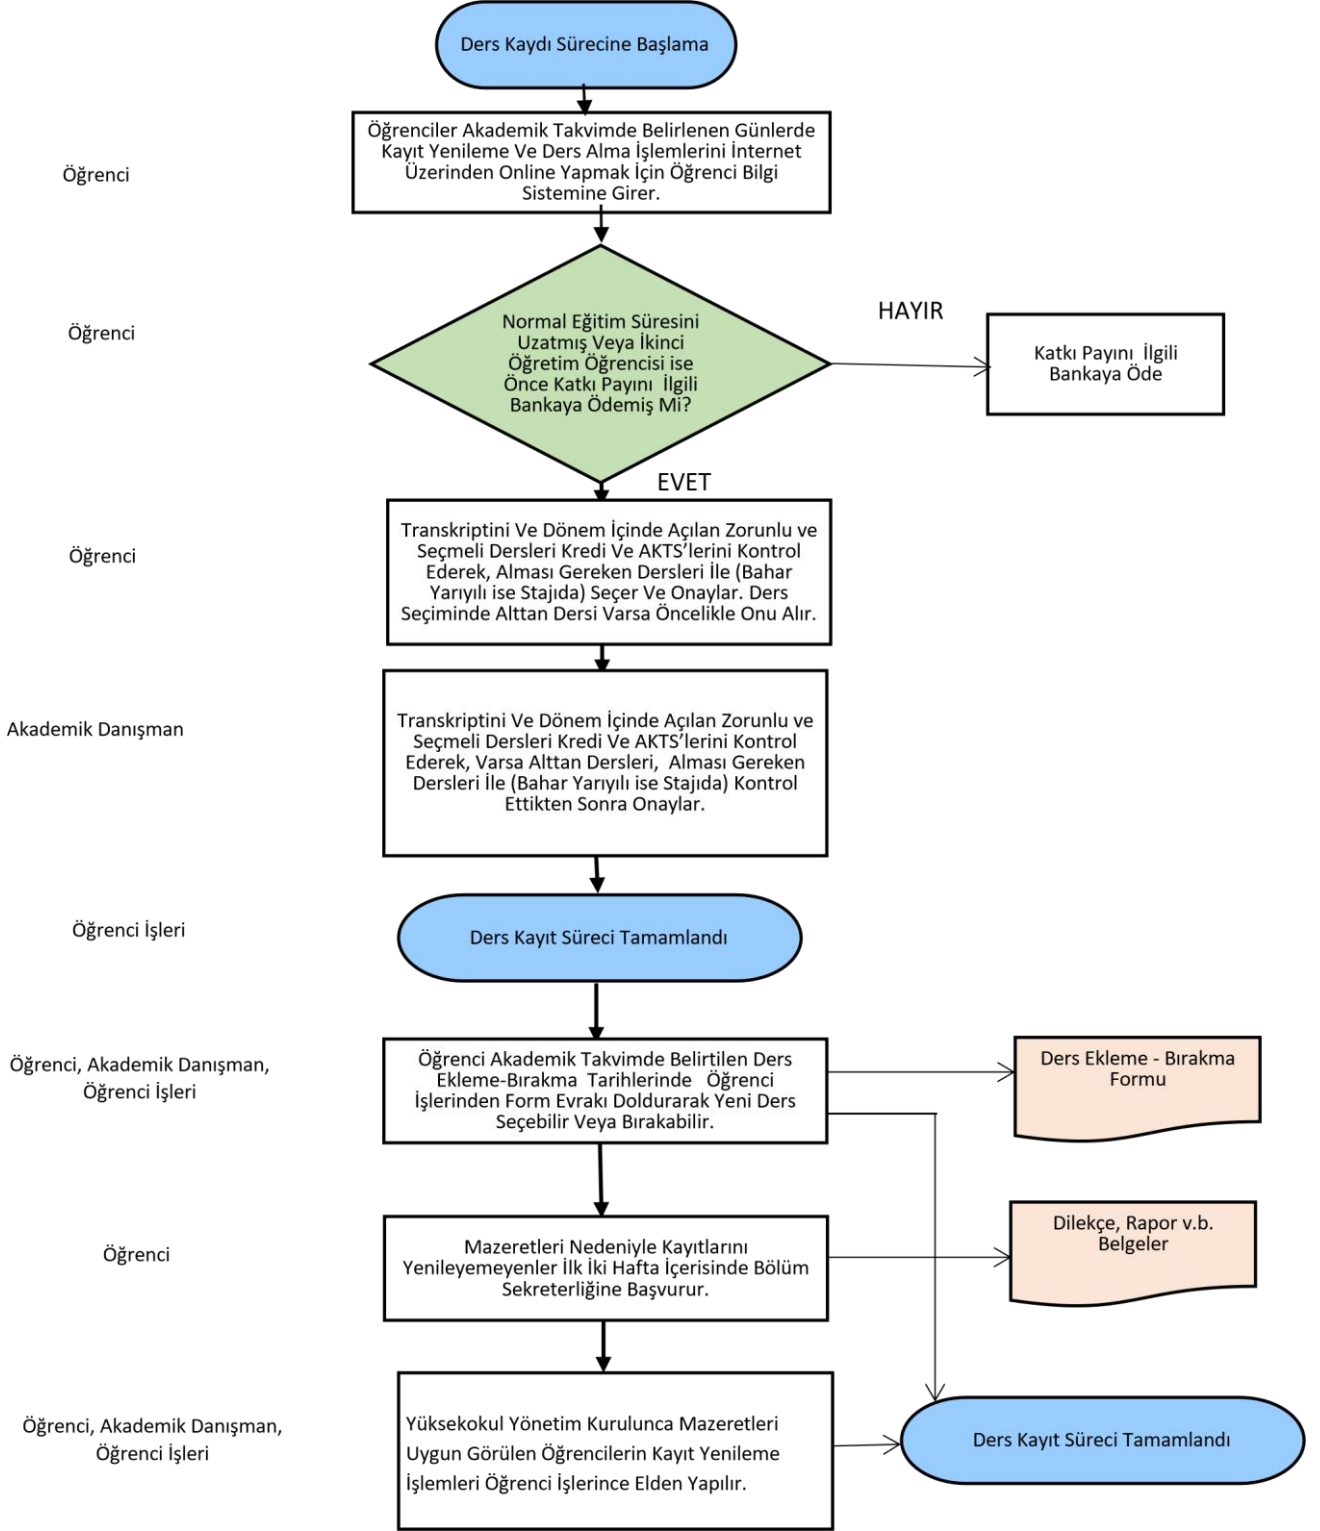 Ders Kaydı Sürecine Başlama
Öğrenci
Öğrenciler Akademik Takvimde Belirlenen Günlerde
Kayıt Yenileme Ve Ders Alma İşlemlerini İnternet
Üzerinden Online Yapmak İçin Öğrenci Bilgi
Sistemine Girer.
Öğrenci
Normal Eğitim Süresini
Uzatmış Veya İkinci
Öğretim Öğrencisi ise
Önce Katkı Payını İlgili
Bankaya Ödemiş Mi?
HAYIR
Katkı Payını İlgili
Bankaya Öde
EVET
Öğrenci
Transkriptini Ve Dönem İçinde Açılan Zorunlu ve
Seçmeli Dersleri Kredi Ve AKTS’lerini Kontrol
Ederek, Alması Gereken Dersleri İle (Bahar
Yarıyılı ise Stajıda) Seçer Ve Onaylar. Ders
Seçiminde Alttan Dersi Varsa Öncelikle Onu Alır.
Akademik Danışman
Transkriptini Ve Dönem İçinde Açılan Zorunlu ve
Seçmeli Dersleri Kredi Ve AKTS’lerini Kontrol
Ederek, Varsa Alttan Dersleri, Alması Gereken
Dersleri İle (Bahar Yarıyılı ise Stajıda) Kontrol
Ettikten Sonra Onaylar.
Öğrenci İşleri
Ders Kayıt Süreci Tamamlandı
Öğrenci, Akademik Danışman,
Öğrenci İşleri
Öğrenci Akademik Takvimde Belirtilen Ders
Ekleme-Bırakma Tarihlerinde Öğrenci
İşlerinden Form Evrakı Doldurarak Yeni Ders
Seçebilir Veya Bırakabilir.
Ders Ekleme - Bırakma
Formu
Öğrenci
Mazeretleri Nedeniyle Kayıtlarını
Yenileyemeyenler İlk İki Hafta İçerisinde Bölüm
Sekreterliğine Başvurur.
Dilekçe, Rapor v.b.
Belgeler
Öğrenci, Akademik Danışman,
Öğrenci İşleri
Yüksekokul Yönetim Kurulunca Mazeretleri
Uygun Görülen Öğrencilerin Kayıt Yenileme
İşlemleri Öğrenci İşlerince Elden Yapılır.
Ders Kayıt Süreci Tamamlandı